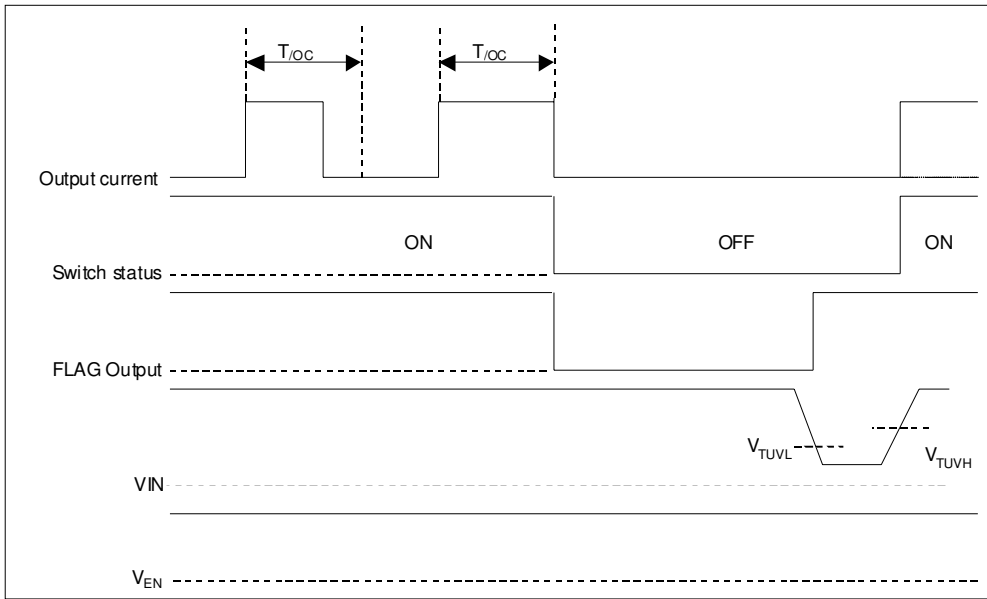 T/OC
T/OC
Output current
ON
OFF
ON
Switch status
FLAG Output
VTUVL
VTUVH
VIN
VEN